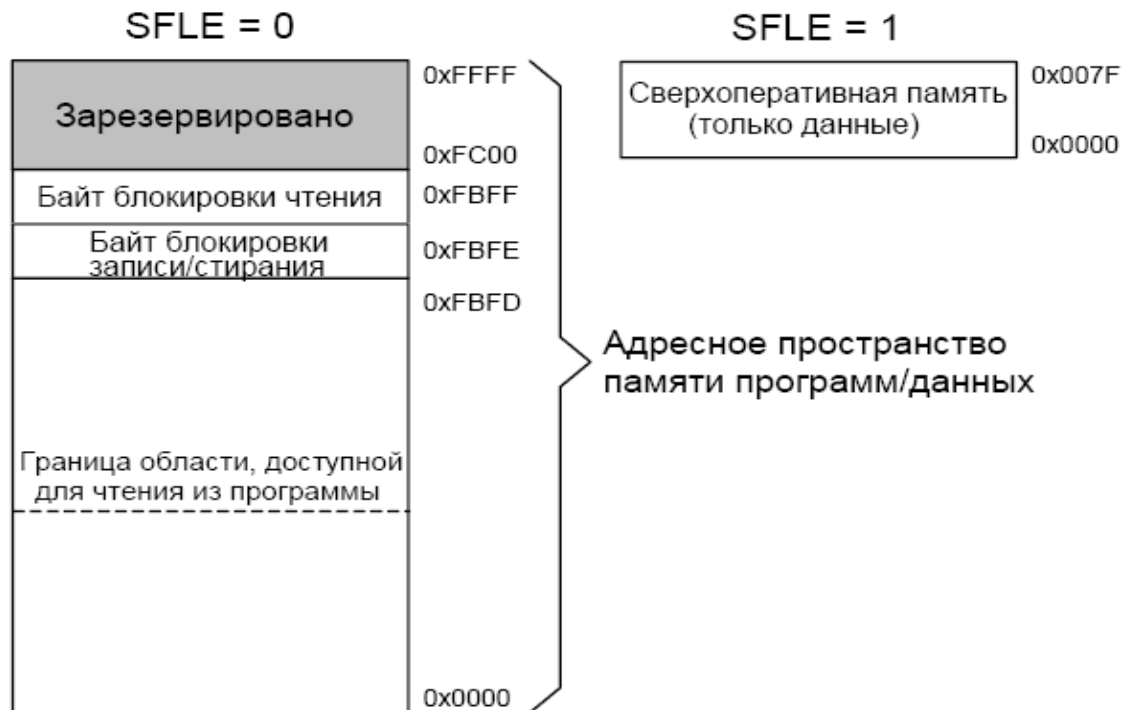 SFLE = 0
SFLE = 1
0xFFFF
Зарезервировано
0xFC00
Байт блокировки чтения
0xFBFF
Байт блокировки
записи/стирания
0xFBFE
0xFBFD
Граница области, доступной
для чтения из программы
0x0000
Сверхоперативная память
(только данные)
0x007F
0x0000
Адресное пространство
памяти программ/данных